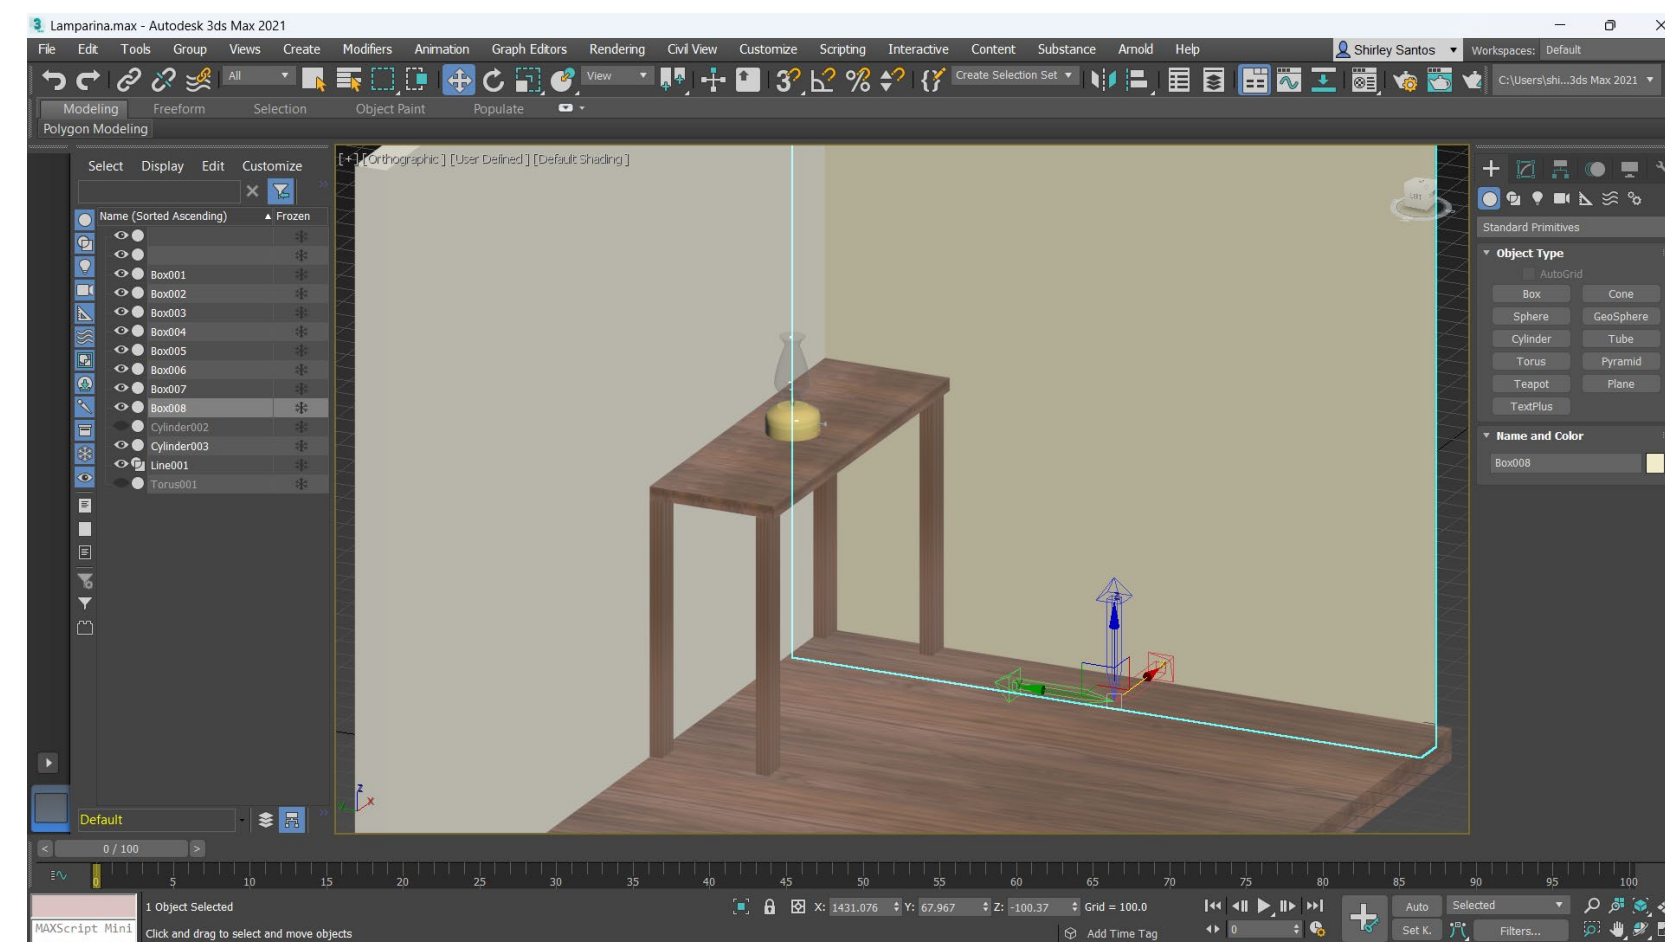 Lamparina.max - Autodesk 3ds Max 2021
File Edit Tools Group Views Create Modifiers Animation Graph Editors Rendering Civil View Customize Scripting Interactive Content Substance Arnold Help Shirley Santos Workspaces: Default
All View Create Selection Set C:\Users\shi...3ds Max 2021
Modeling Freeform Selection Object Paint Populate
Polygon Modeling
Select Display Edit Customize
[+] [Orthographic ] [User Defined ] [Default Shading ]
Name (Sorted Ascending) Frozen
Box001
Box002
Box003
Box004
Box005
Box006
Box007
Box008
Cylinder002
Cylinder003
Line001
Torus001
LEFT
Z
X
Standard Primitives
Object Type
AutoGrid
Box Cone
Sphere GeoSphere
Cylinder Tube
Torus Pyramid
Teapot Plane
TextPlus
Name and Color
Box008
Default
< 0 / 100 >
0 5 10 15 20 25 30 35 40 45 50 55 60 65 70 75 80 85 90 95 100
1 Object Selected X: 1431.076 Y: 67.967 Z: -100.37 Grid = 100.0 Auto Selected
MAXScript Mini Click and drag to select and move objects Add Time Tag 0 Set K. Filters...